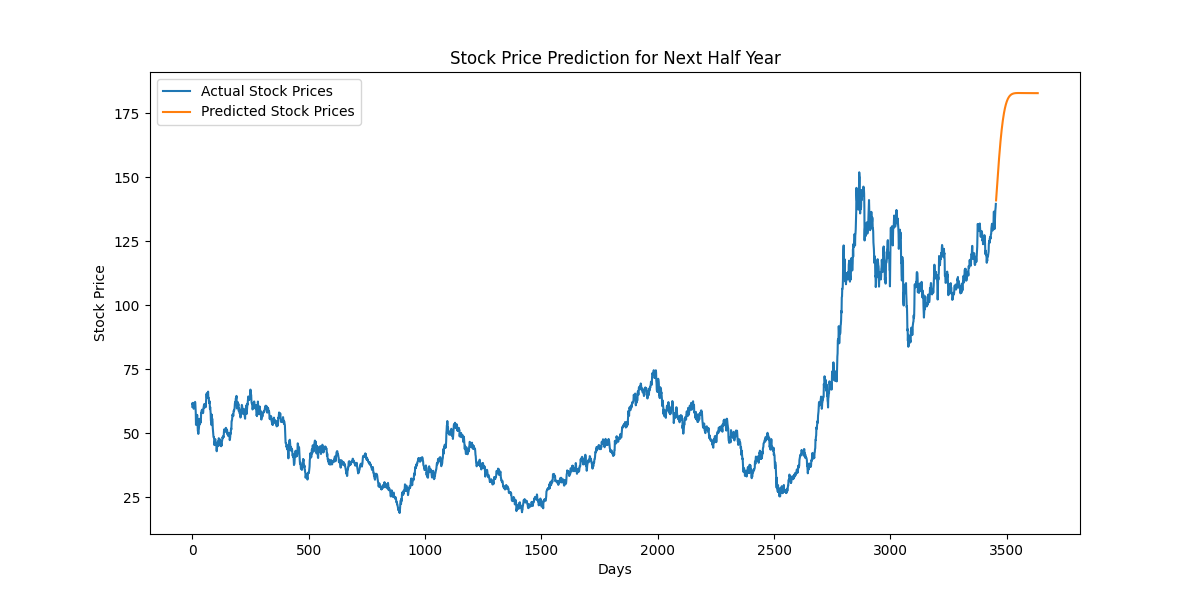 Stock Price Prediction for Next Half Year
Actual Stock Prices
Predicted Stock Prices
175
150
125
100
75
50
25
Stock Price
0 500 1000 1500 2000 2500 3000 3500
Days